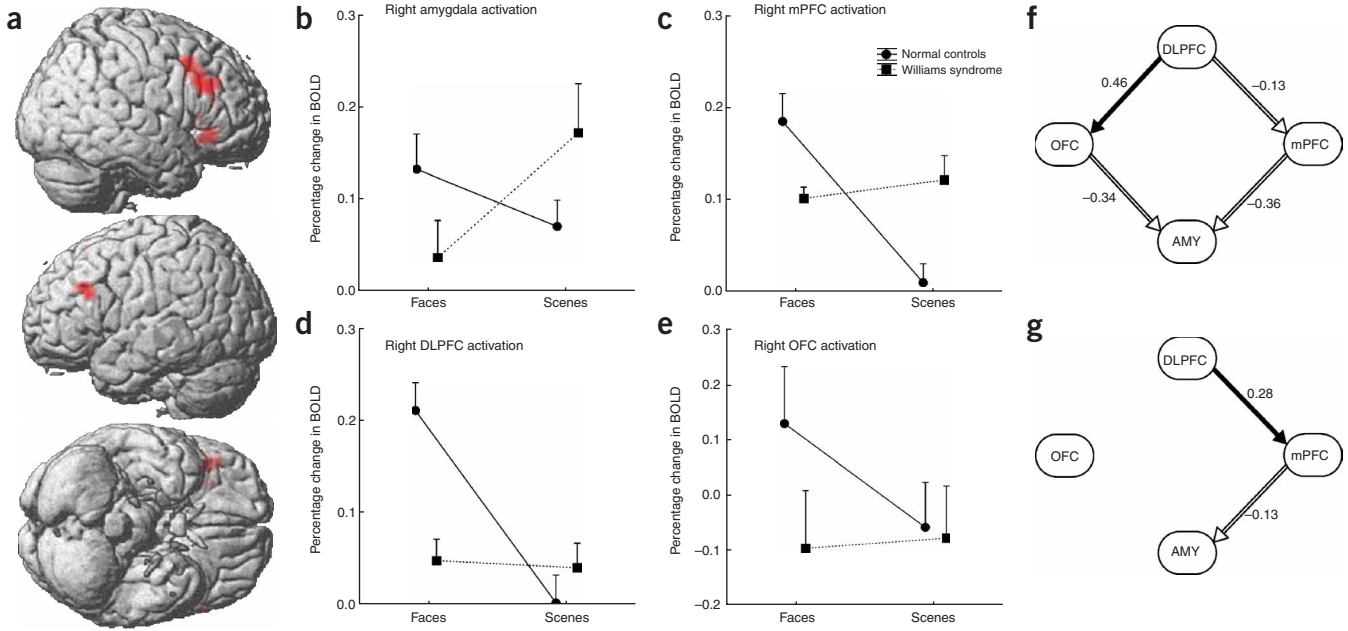 a
b
Right amygdala activation
0.3
0.2
0.1
0.0
Percentage change in BOLD
Faces
Scenes
c
Right mPFC activation
Normal controls
Williams syndrome
0.3
0.2
0.1
0.0
Percentage change in BOLD
Faces
Scenes
d
Right DLPFC activation
0.3
0.2
0.1
0.0
Percentage change in BOLD
Faces
Scenes
e
Right OFC activation
0.3
0.2
0.1
0.0
–0.1
–0.2
Percentage change in BOLD
Faces
Scenes
f
DLPFC
0.46
–0.13
OFC
mPFC
–0.34
–0.36
AMY
g
DLPFC
0.28
OFC
mPFC
–0.13
AMY